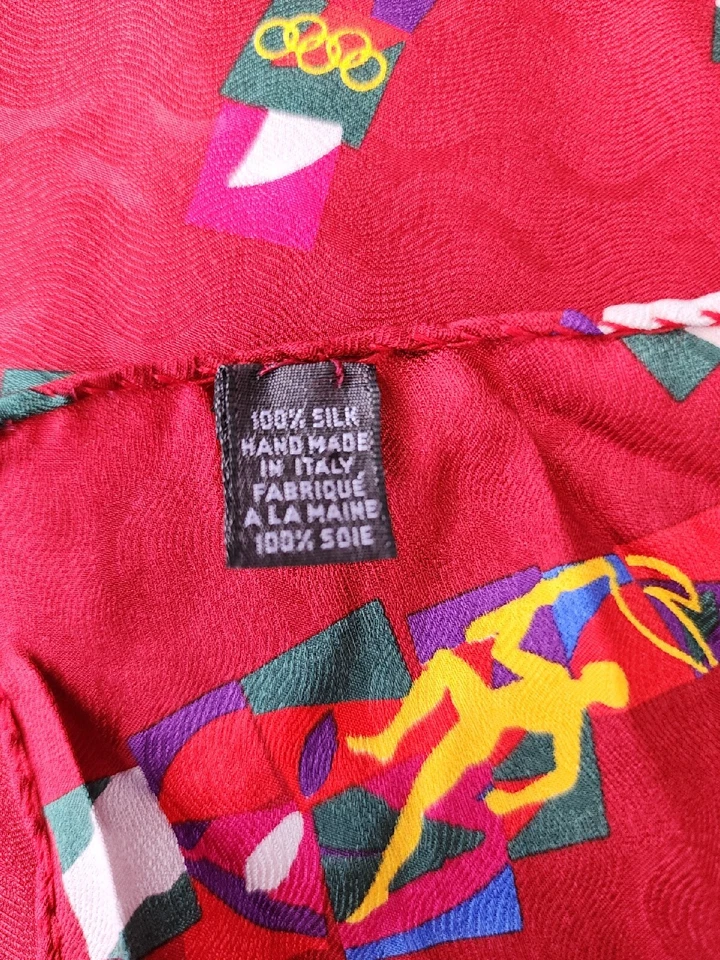 100% SILK
HAND MADE
IN ITALY
FABRIQUÉ
A LA MAINE
100% SOIE